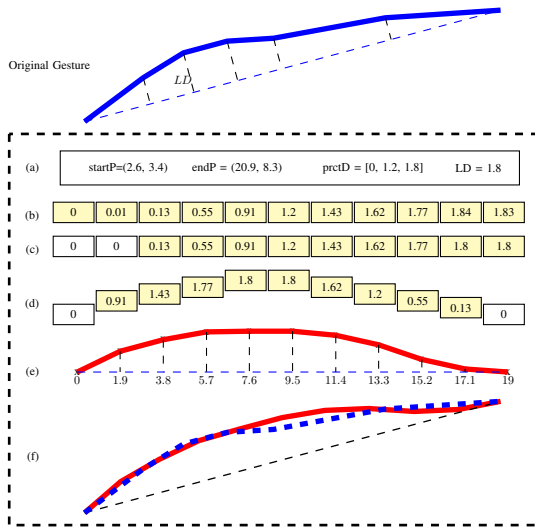 Original Gesture
LD
(a) startP=(2.6, 3.4) endP = (20.9, 8.3) prctD = [0, 1.2, 1.8] LD = 1.8
(b) 0 0.01 0.13 0.55 0.91 1.2 1.43 1.62 1.77 1.84 1.83
(c) 0 0 0.13 0.55 0.91 1.2 1.43 1.62 1.77 1.8 1.8
(d) 0 0.91 1.43 1.77 1.8 1.8 1.62 1.2 0.55 0.13 0
(e) 0 1.9 3.8 5.7 7.6 9.5 11.4 13.3 15.2 17.1 19
(f)